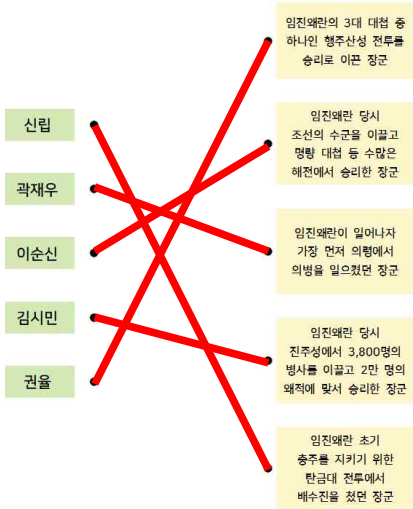 신립
곽재우
이순신
김시민
권율
임진왜란의 3대 대첩 중
하나인 행주산성 전투를
승리로 이끈 장군
임진왜란 당시
조선의 수군을 이끌고
명량 대첩 등 수많은
해전에서 승리한 장군
임진왜란이 일어나자
가장 먼저 의령에서
의병을 일으켰던 장군
임진왜란 당시
진주성에서 3,800명의
병사를 이끌고 2만 명의
왜적에 맞서 승리한 장군
임진왜란 초기
충주를 지키기 위한
탄금대 전투에서
배수진을 쳤던 장군